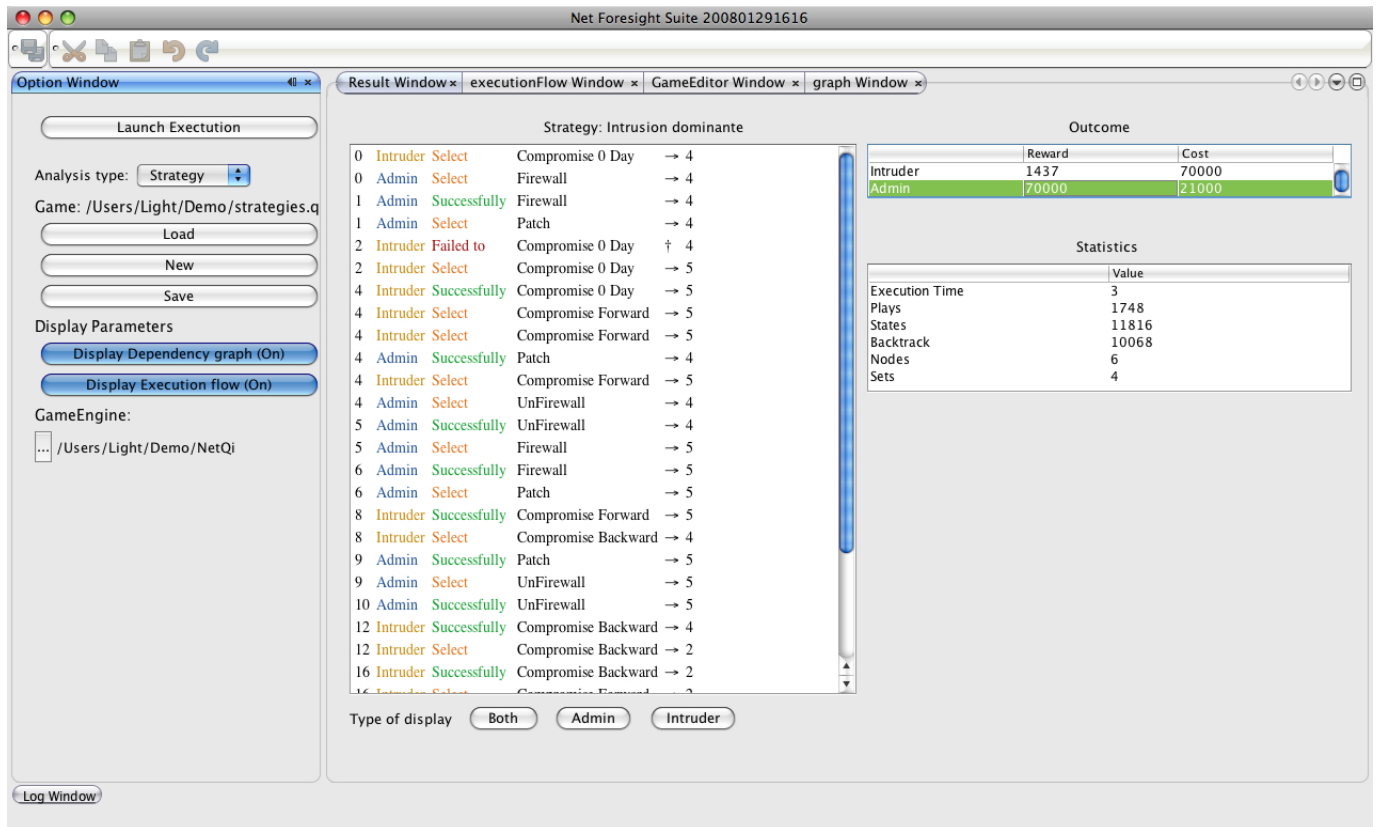 Net Foresight Suite 200801291616
Option Window
Launch Exectution
Analysis type: Strategy
Game: /Users/Light/Demo/strategies.q
Load
New
Save
Display Parameters
Display Dependency graph (On)
Display Execution flow (On)
GameEngine:
... /Users/Light/Demo/NetQi
Result Window × executionFlow Window × GameEditor Window × graph Window ×
Strategy: Intrusion dominante
0 Intruder Select Compromise 0 Day → 4
0 Admin Select Firewall → 4
1 Admin Successfully Firewall → 4
1 Admin Select Patch → 4
2 Intruder Failed to Compromise 0 Day † 4
2 Intruder Select Compromise 0 Day → 5
4 Intruder Successfully Compromise 0 Day → 5
4 Intruder Select Compromise Forward → 5
4 Intruder Select Compromise Forward → 5
4 Admin Successfully Patch → 4
4 Intruder Select Compromise Forward → 5
4 Admin Select UnFirewall → 4
5 Admin Successfully UnFirewall → 4
5 Admin Select Firewall → 5
6 Admin Successfully Firewall → 5
6 Admin Select Patch → 5
8 Intruder Successfully Compromise Forward → 5
8 Intruder Select Compromise Backward → 4
9 Admin Successfully Patch → 5
9 Admin Select UnFirewall → 5
10 Admin Successfully UnFirewall → 5
12 Intruder Successfully Compromise Backward → 4
12 Intruder Select Compromise Backward → 2
16 Intruder Successfully Compromise Backward → 2
Type of display Both Admin Intruder
Outcome
Reward Cost
Intruder 1437 70000
Admin 70000 21000
Statistics
Value
Execution Time 3
Plays 1748
States 11816
Backtrack 10068
Nodes 6
Sets 4
Log Window